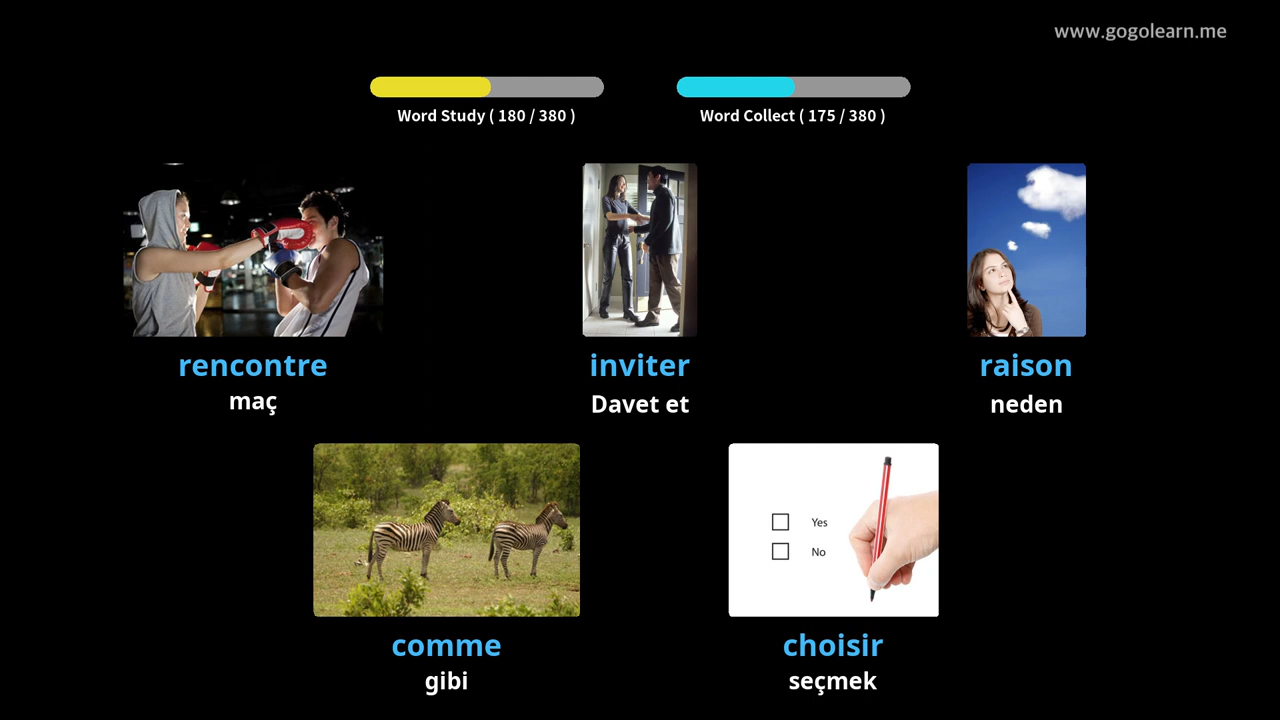 www.gogolearn.me
Word Study ( 180 / 380 )
Word Collect ( 175 / 380 )
rencontre
maç
inviter
Davet et
raison
neden
Yes
No
comme
gibi
choisir
seçmek